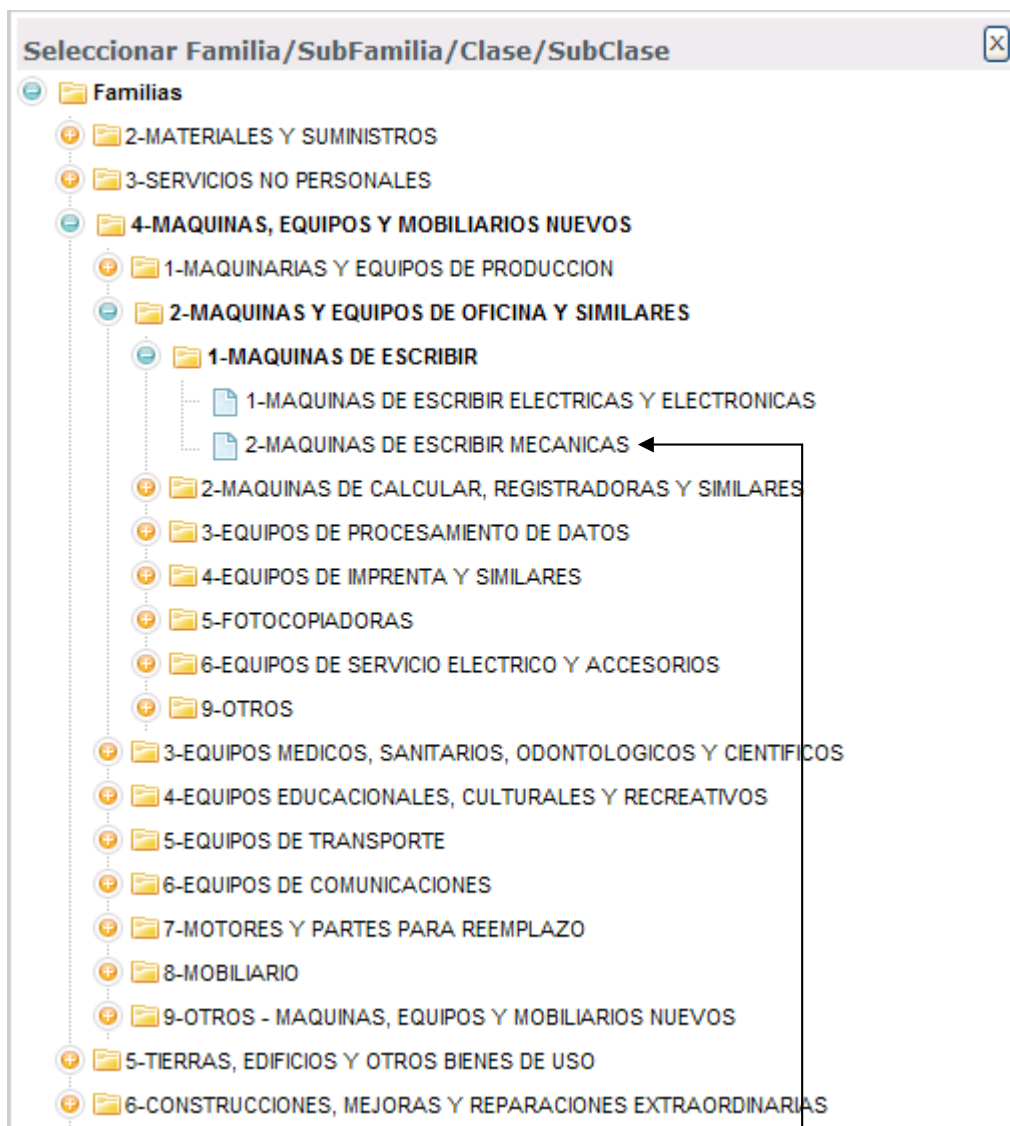 Seleccionar Familia/SubFamilia/Clase/SubClase
X
Familias
2-MATERIALES Y SUMINISTROS
3-SERVICIOS NO PERSONALES
4-MAQUINAS, EQUIPOS Y MOBILIARIOS NUEVOS
1-MAQUINARIAS Y EQUIPOS DE PRODUCCION
2-MAQUINAS Y EQUIPOS DE OFICINA Y SIMILARES
1-MAQUINAS DE ESCRIBIR
1-MAQUINAS DE ESCRIBIR ELECTRICAS Y ELECTRONICAS
2-MAQUINAS DE ESCRIBIR MECANICAS
2-MAQUINAS DE CALCULAR, REGISTRADORAS Y SIMILARES
3-EQUIPOS DE PROCESAMIENTO DE DATOS
4-EQUIPOS DE IMPRENTA Y SIMILARES
5-FOTOCOPIADORAS
6-EQUIPOS DE SERVICIO ELECTRICO Y ACCESORIOS
9-OTROS
3-EQUIPOS MEDICOS, SANITARIOS, ODONTOLOGICOS Y CIENTIFICOS
4-EQUIPOS EDUCACIONALES, CULTURALES Y RECREATIVOS
5-EQUIPOS DE TRANSPORTE
6-EQUIPOS DE COMUNICACIONES
7-MOTORES Y PARTES PARA REEMPLAZO
8-MOBILIARIO
9-OTROS - MAQUINAS, EQUIPOS Y MOBILIARIOS NUEVOS
5-TIERRAS, EDIFICIOS Y OTROS BIENES DE USO
6-CONSTRUCCIONES, MEJORAS Y REPARACIONES EXTRAORDINARIAS